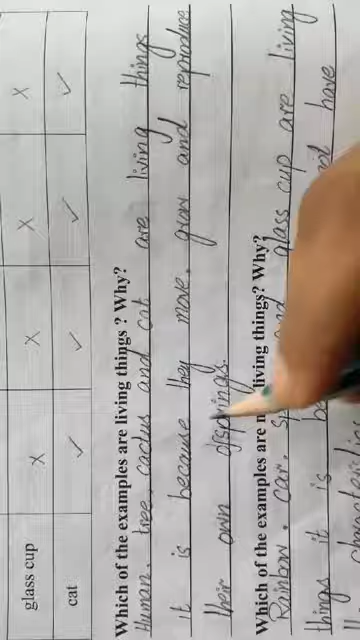 glass cup X X X X
cat ✓ ✓ ✓ ✓
Which of the examples are living things ? Why?
Human, tree, cactus and cat are living things
it is because they move, grow and reproduce
their own
Which of the examples are living things? Why?
Rainbow, car, glass cup are living
things it is have